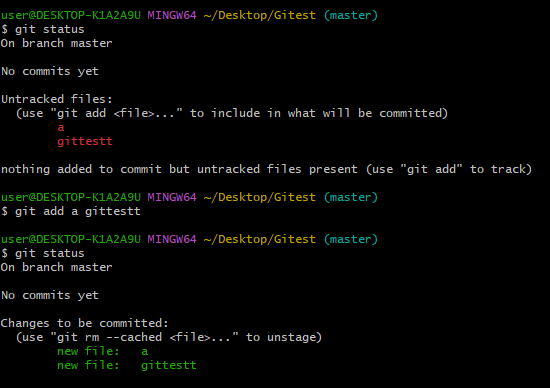 user@DESKTOP-K1A2A9U MINGW64 ~/Desktop/Gitest (master)
$ git status
On branch master
No commits yet
Untracked files:
(use "git add <file>..." to include in what will be committed)
a
gittestt
nothing added to commit but untracked files present (use "git add" to track)
user@DESKTOP-K1A2A9U MINGW64 ~/Desktop/Gitest (master)
$ git add a gittestt
user@DESKTOP-K1A2A9U MINGW64 ~/Desktop/Gitest (master)
$ git status
On branch master
No commits yet
Changes to be committed:
(use "git rm --cached <file>..." to unstage)
new file:   a
new file:   gittestt